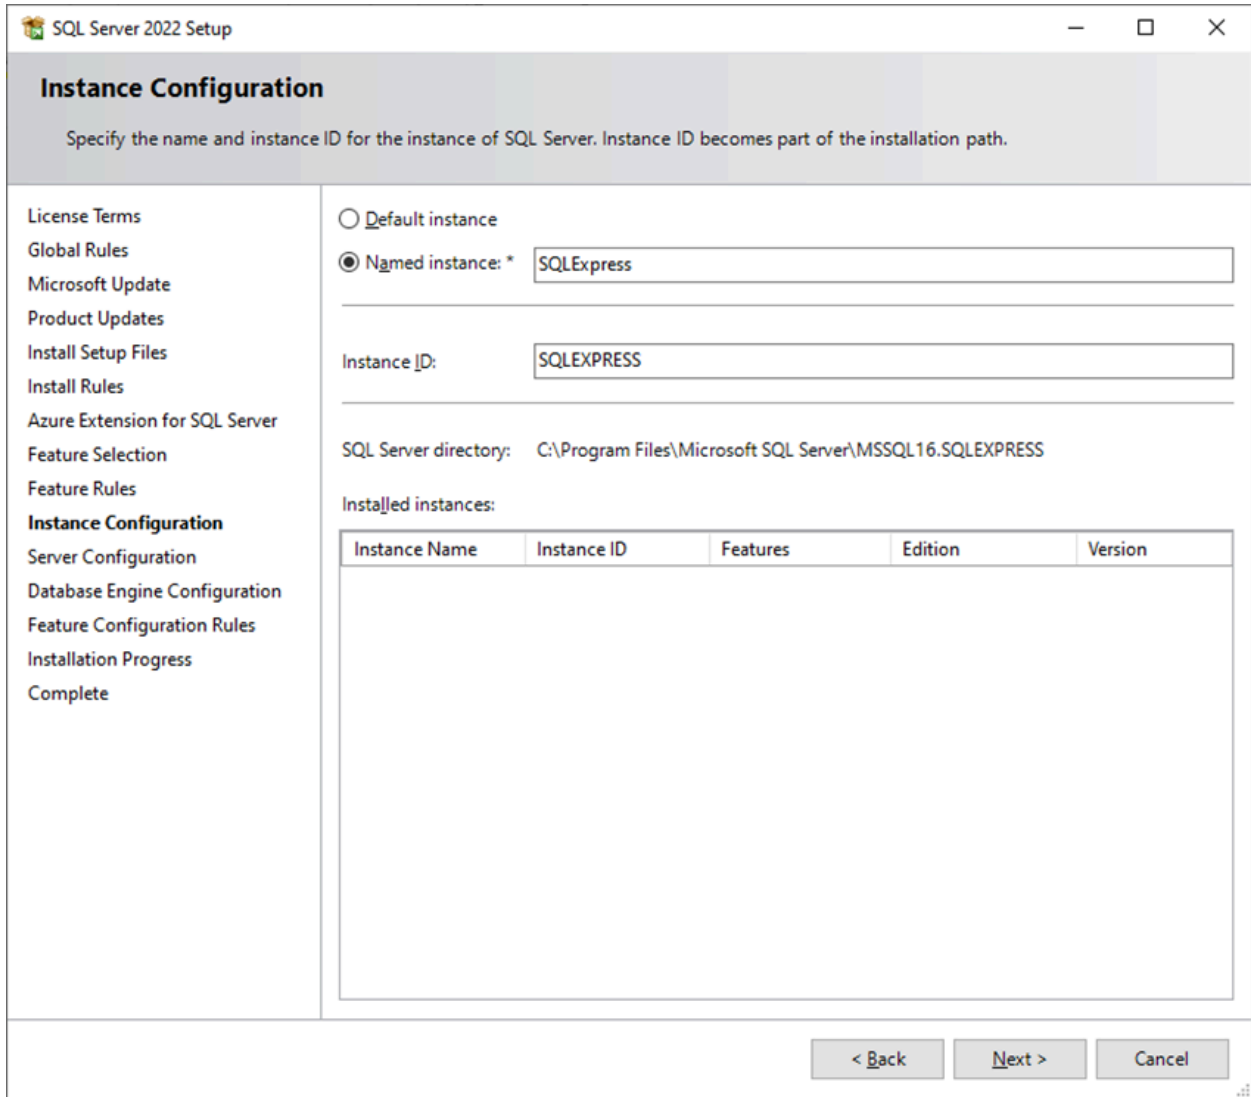 SQL Server 2022 Setup
Instance Configuration
Specify the name and instance ID for the instance of SQL Server. Instance ID becomes part of the installation path.
License Terms
Global Rules
Microsoft Update
Product Updates
Install Setup Files
Install Rules
Azure Extension for SQL Server
Feature Selection
Feature Rules
Instance Configuration
Server Configuration
Database Engine Configuration
Feature Configuration Rules
Installation Progress
Complete
Default instance
Named instance: * SQLExpress
Instance ID: SQLEXPRESS
SQL Server directory: C:\Program Files\Microsoft SQL Server\MSSQL16.SQLEXPRESS
Installed instances:
Instance Name Instance ID Features Edition Version
< Back Next > Cancel